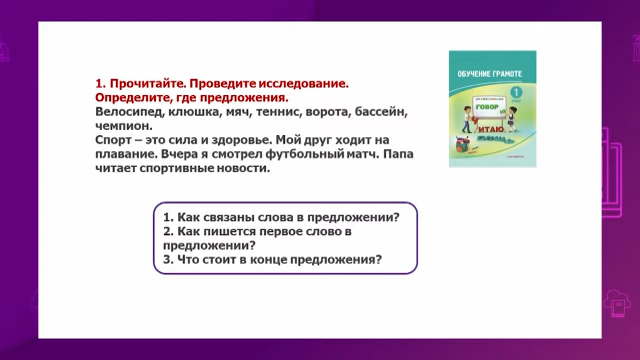 1. Прочитайте. Проведите исследование.
Определите, где предложения.
Велосипед, клюшка, мяч, теннис, ворота, бассейн,
чемпион.
Спорт – это сила и здоровье. Мой друг ходит на
плавание. Вчера я смотрел футбольный матч. Папа
читает спортивные новости.
ОБУЧЕНИЕ ГРАМОТЕ
1
ГОВОР
ИТАЮ
1. Как связаны слова в предложении?
2. Как пишется первое слово в
предложении?
3. Что стоит в конце предложения?